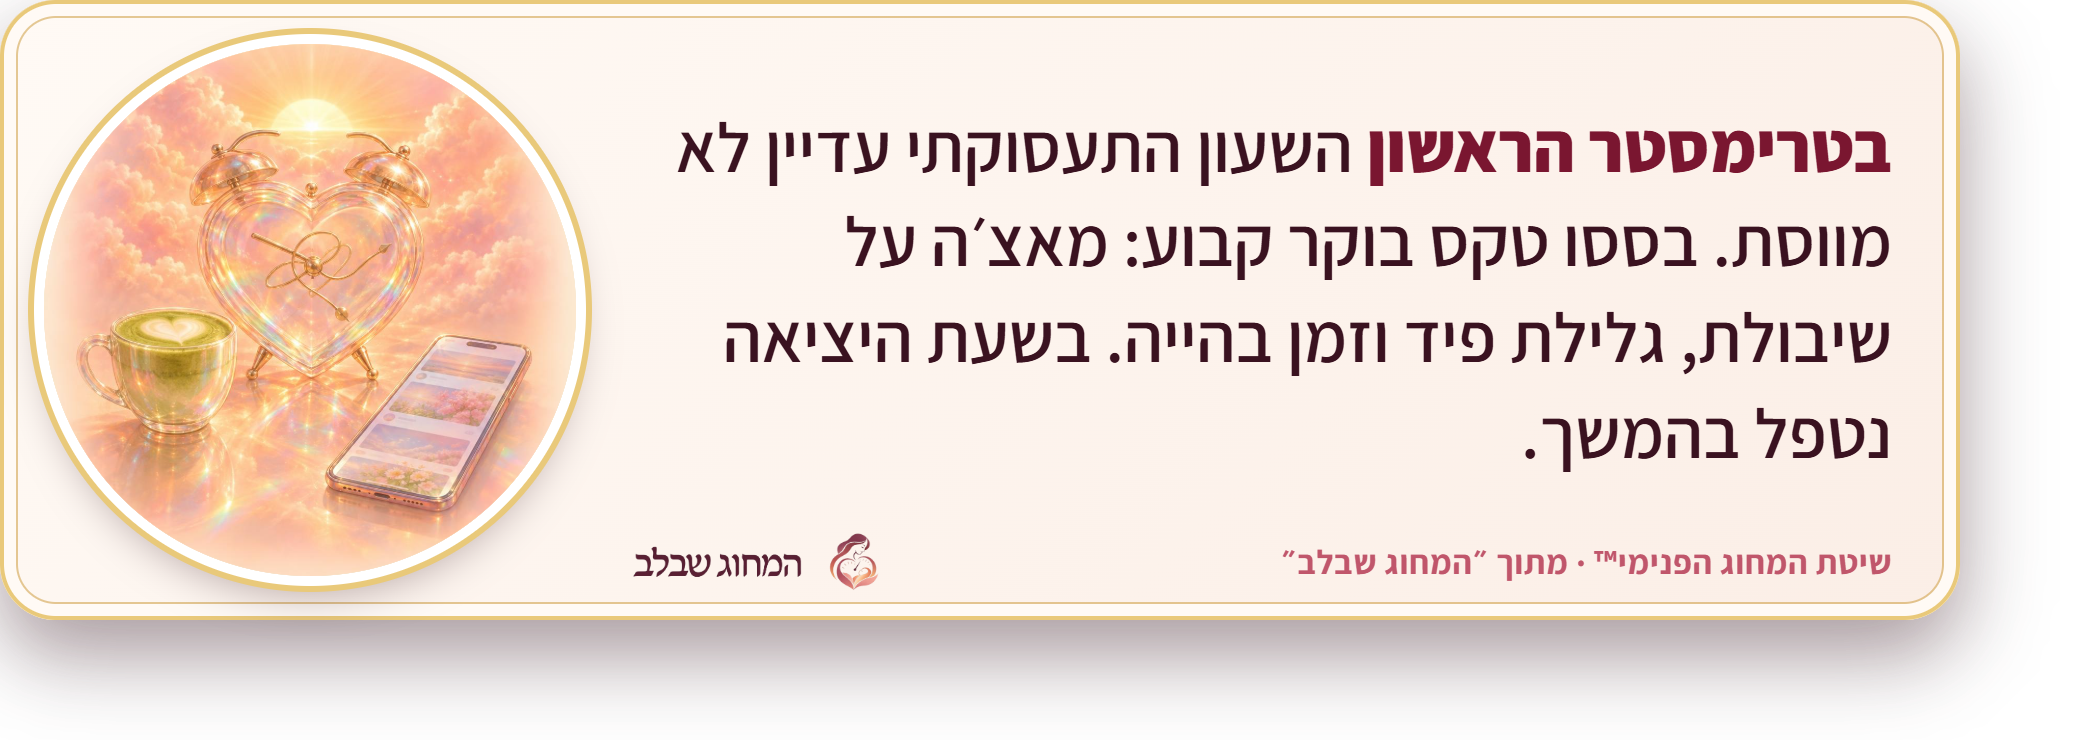 בטרימסטר הראשון השעון התעסוקתי עדיין לא
מווסת. בססו טקס בוקר קבוע: מאצ׳ה על
שיבולת, גלילת פיד וזמן בהייה. בשעת היציאה
נטפל בהמשך.
שיטת המחוג הפנימי™ · מתוך ״המחוג שבלב״
המחוג שבלב